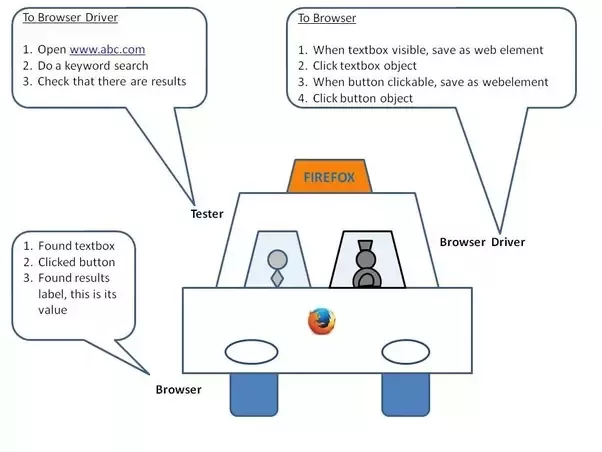 To Browser Driver
1. Open www.abc.com
2. Do a keyword search
3. Check that there are results
To Browser
1. When textbox visible, save as web element
2. Click textbox object
3. When button clickable, save as webelement
4. Click button object
FIREFOX
Tester
Browser Driver
1. Found textbox
2. Clicked button
3. Found results
label, this is its
value
Browser